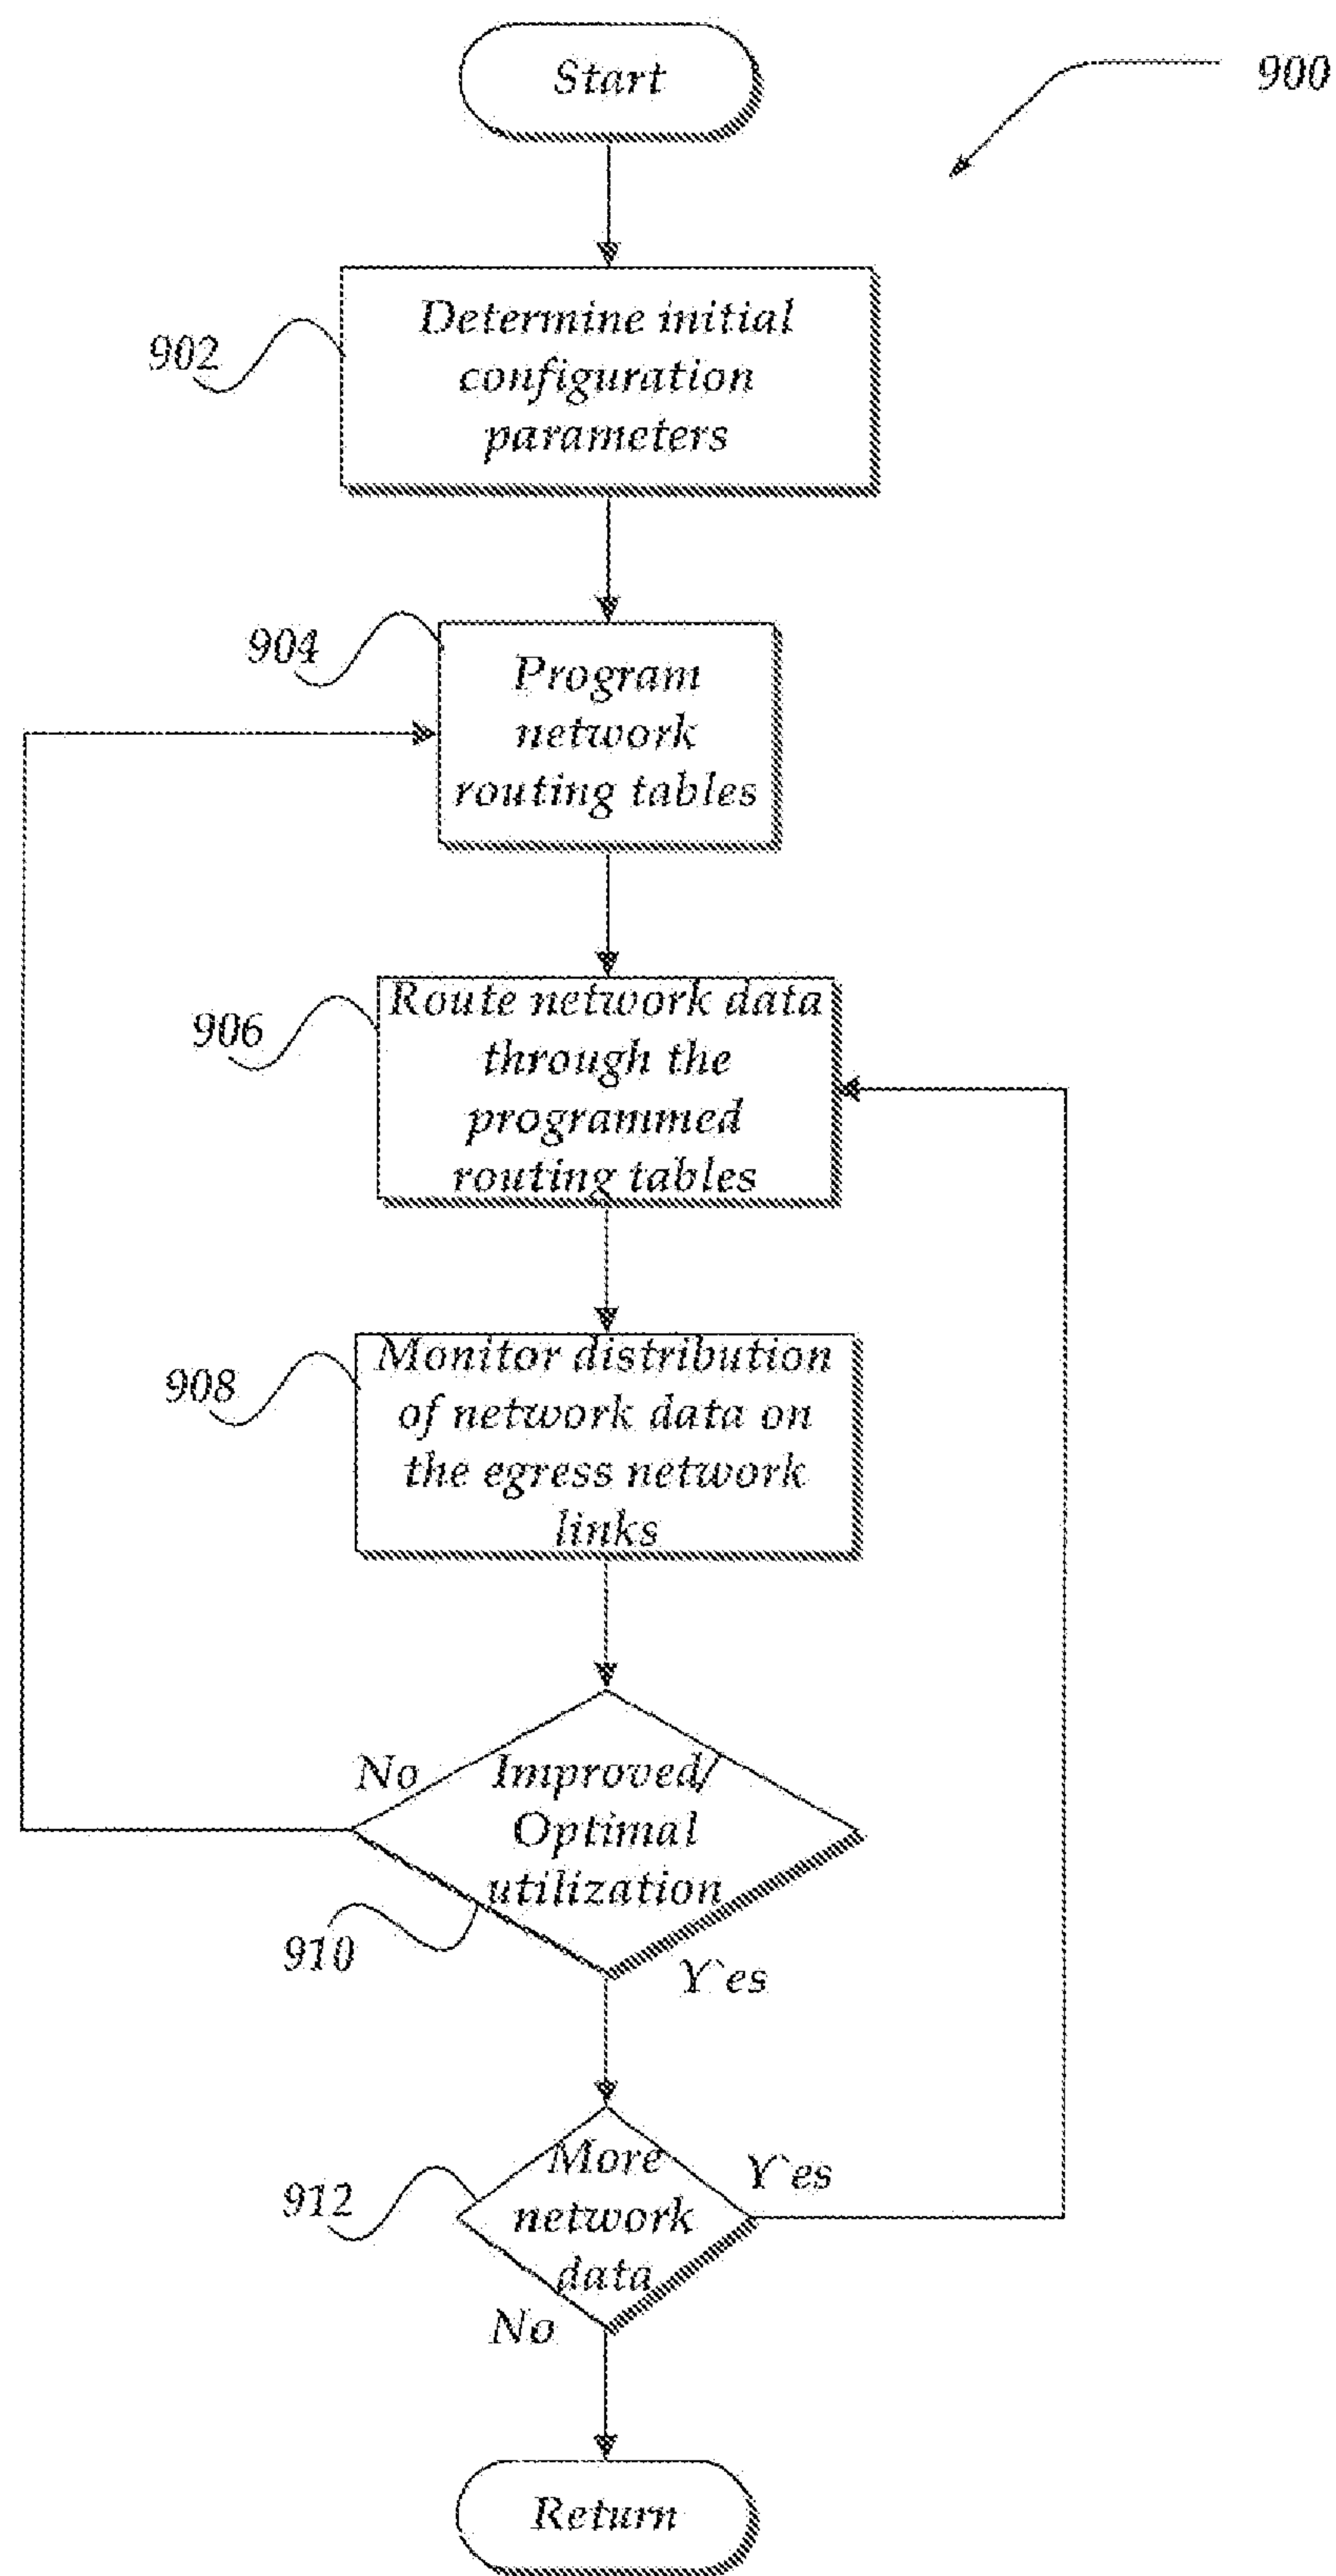 Start
900
902
Determine initial
configuration
parameters
904
Program
network
routing tables
906
Route network data
through the
programmed
routing tables
908
Monitor distribution
of network data on
the egress network
links
No
Improved/
Optimal
utilization
910
Yes
912
More
network
data
Yes
No
Return